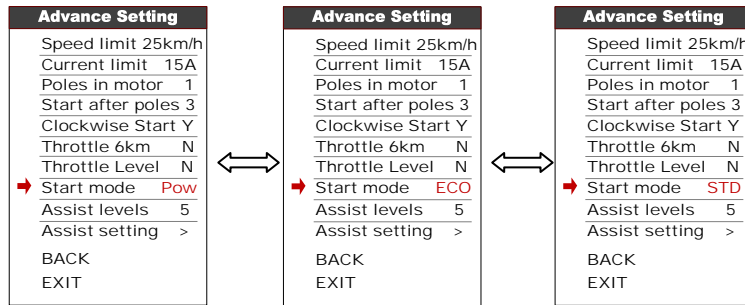 Advance Setting
Speed limit 25km/h
Current limit 15A
Poles in motor 1
Start after poles 3
Clockwise Start Y
Throttle 6km N
Throttle Level N
Start mode Pow
Assist levels 5
Assist setting >
BACK
EXIT
Advance Setting
Speed limit 25km/h
Current limit 15A
Poles in motor 1
Start after poles 3
Clockwise Start Y
Throttle 6km N
Throttle Level N
Start mode ECO
Assist levels 5
Assist setting >
BACK
EXIT
Advance Setting
Speed limit 25km/h
Current limit 15A
Poles in motor 1
Start after poles 3
Clockwise Start Y
Throttle 6km N
Throttle Level N
Start mode STD
Assist levels 5
Assist setting >
BACK
EXIT